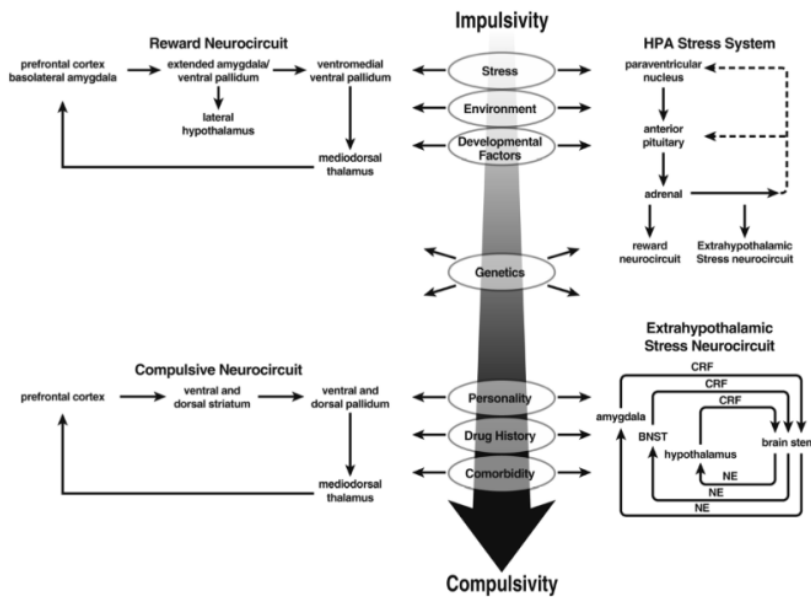 Impulsivity
Reward Neurocircuit
prefrontal cortex
basolateral amygdala
extended amygdala/
ventral pallidum
ventromedial
ventral pallidum
lateral
hypothalamus
mediodorsal
thalamus
Stress
Environment
Developmental
Factors
HPA Stress System
paraventricular
nucleus
anterior
pituitary
adrenal
reward
neurocircuit
Extrahypothalamic
Stress neurocircuit
Genetics
Compulsive Neurocircuit
prefrontal cortex
ventral and
dorsal striatum
ventral and
dorsal pallidum
mediodorsal
thalamus
Personality
Drug History
Comorbidity
Extrahypothalamic
Stress Neurocircuit
CRF
CRF
CRF
amygdala
BNST
hypothalamus
brain stem
NE
NE
NE
Compulsivity